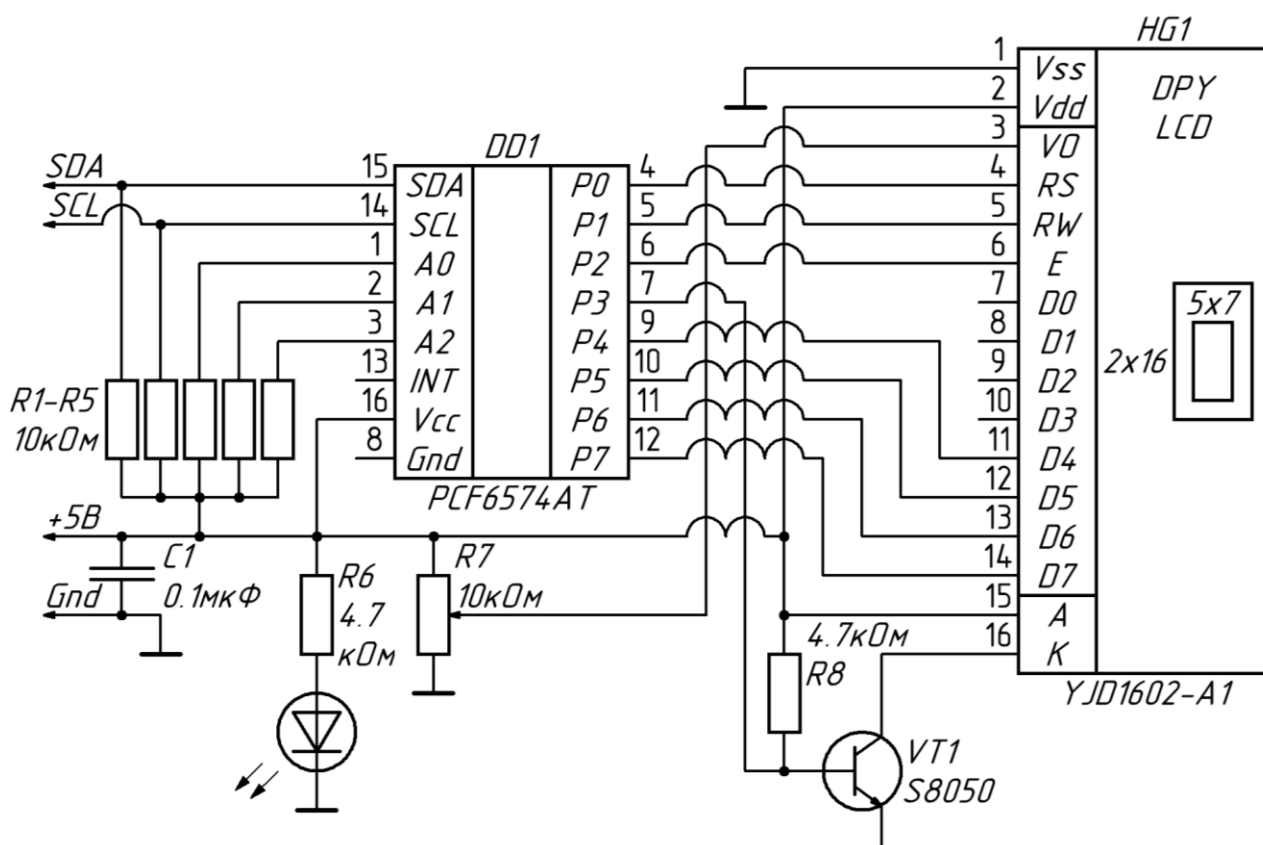 HG1
1
Vss
DPY
2
Vdd
LCD
3
VO
DD1
SDA
15
SDA
P0
4
4
RS
SCL
14
SCL
P1
5
5
RW
1
A0
P2
6
6
E
2
A1
P3
7
7
D0
5x7
3
A2
P4
9
8
D1
13
INT
P5
10
9
D2
2x16
R1-R5
10кОм
16
Vcc
P6
11
10
D3
8
Gnd
P7
12
11
D4
PCF6574AT
12
D5
+5В
13
D6
C1
0.1мкФ
R6
4.7
кОм
R7
10кОм
14
D7
Gnd
15
A
4.7кОм
R8
16
K
YJD1602-A1
VT1
S8050